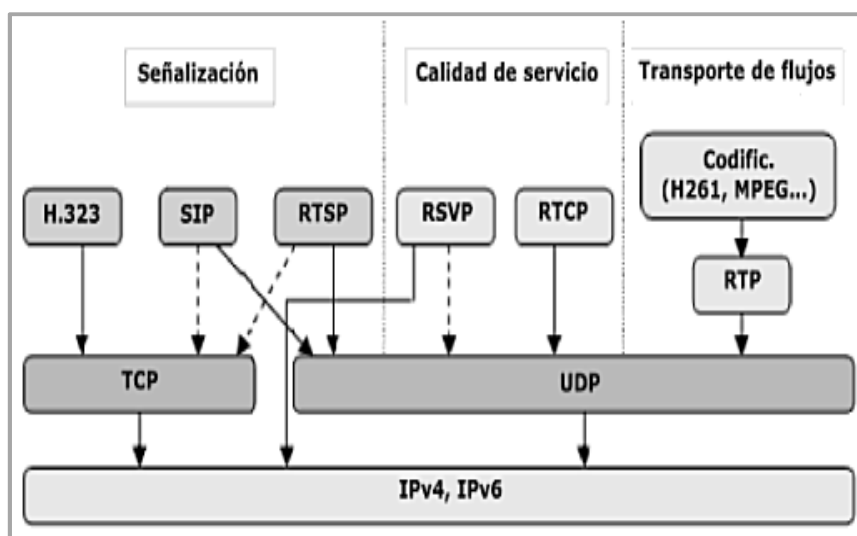 Señalización
Calidad de servicio
Transporte de flujos
Codific.
(H261, MPEG...)
H.323
SIP
RTSP
RSVP
RTCP
RTP
TCP
UDP
IPv4, IPv6